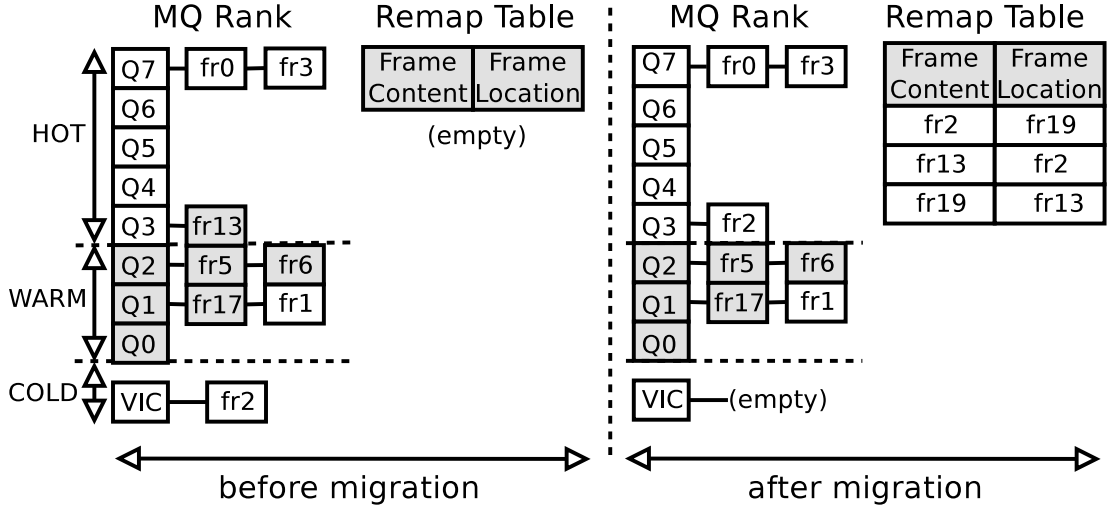 MQ Rank
Remap Table
Q7 fr0 fr3
Frame Content
Frame Location
Q6
(empty)
HOT
Q5
Q4
Q3 fr13
Q2 fr5 fr6
WARM
Q1 fr17 fr1
Q0
COLD
VIC fr2
before migration
MQ Rank
Remap Table
Q7 fr0 fr3
Frame Content
Frame Location
Q6
fr2 fr19
Q5
fr13 fr2
Q4
fr19 fr13
Q3 fr2
Q2 fr5 fr6
Q1 fr17 fr1
Q0
VIC (empty)
after migration